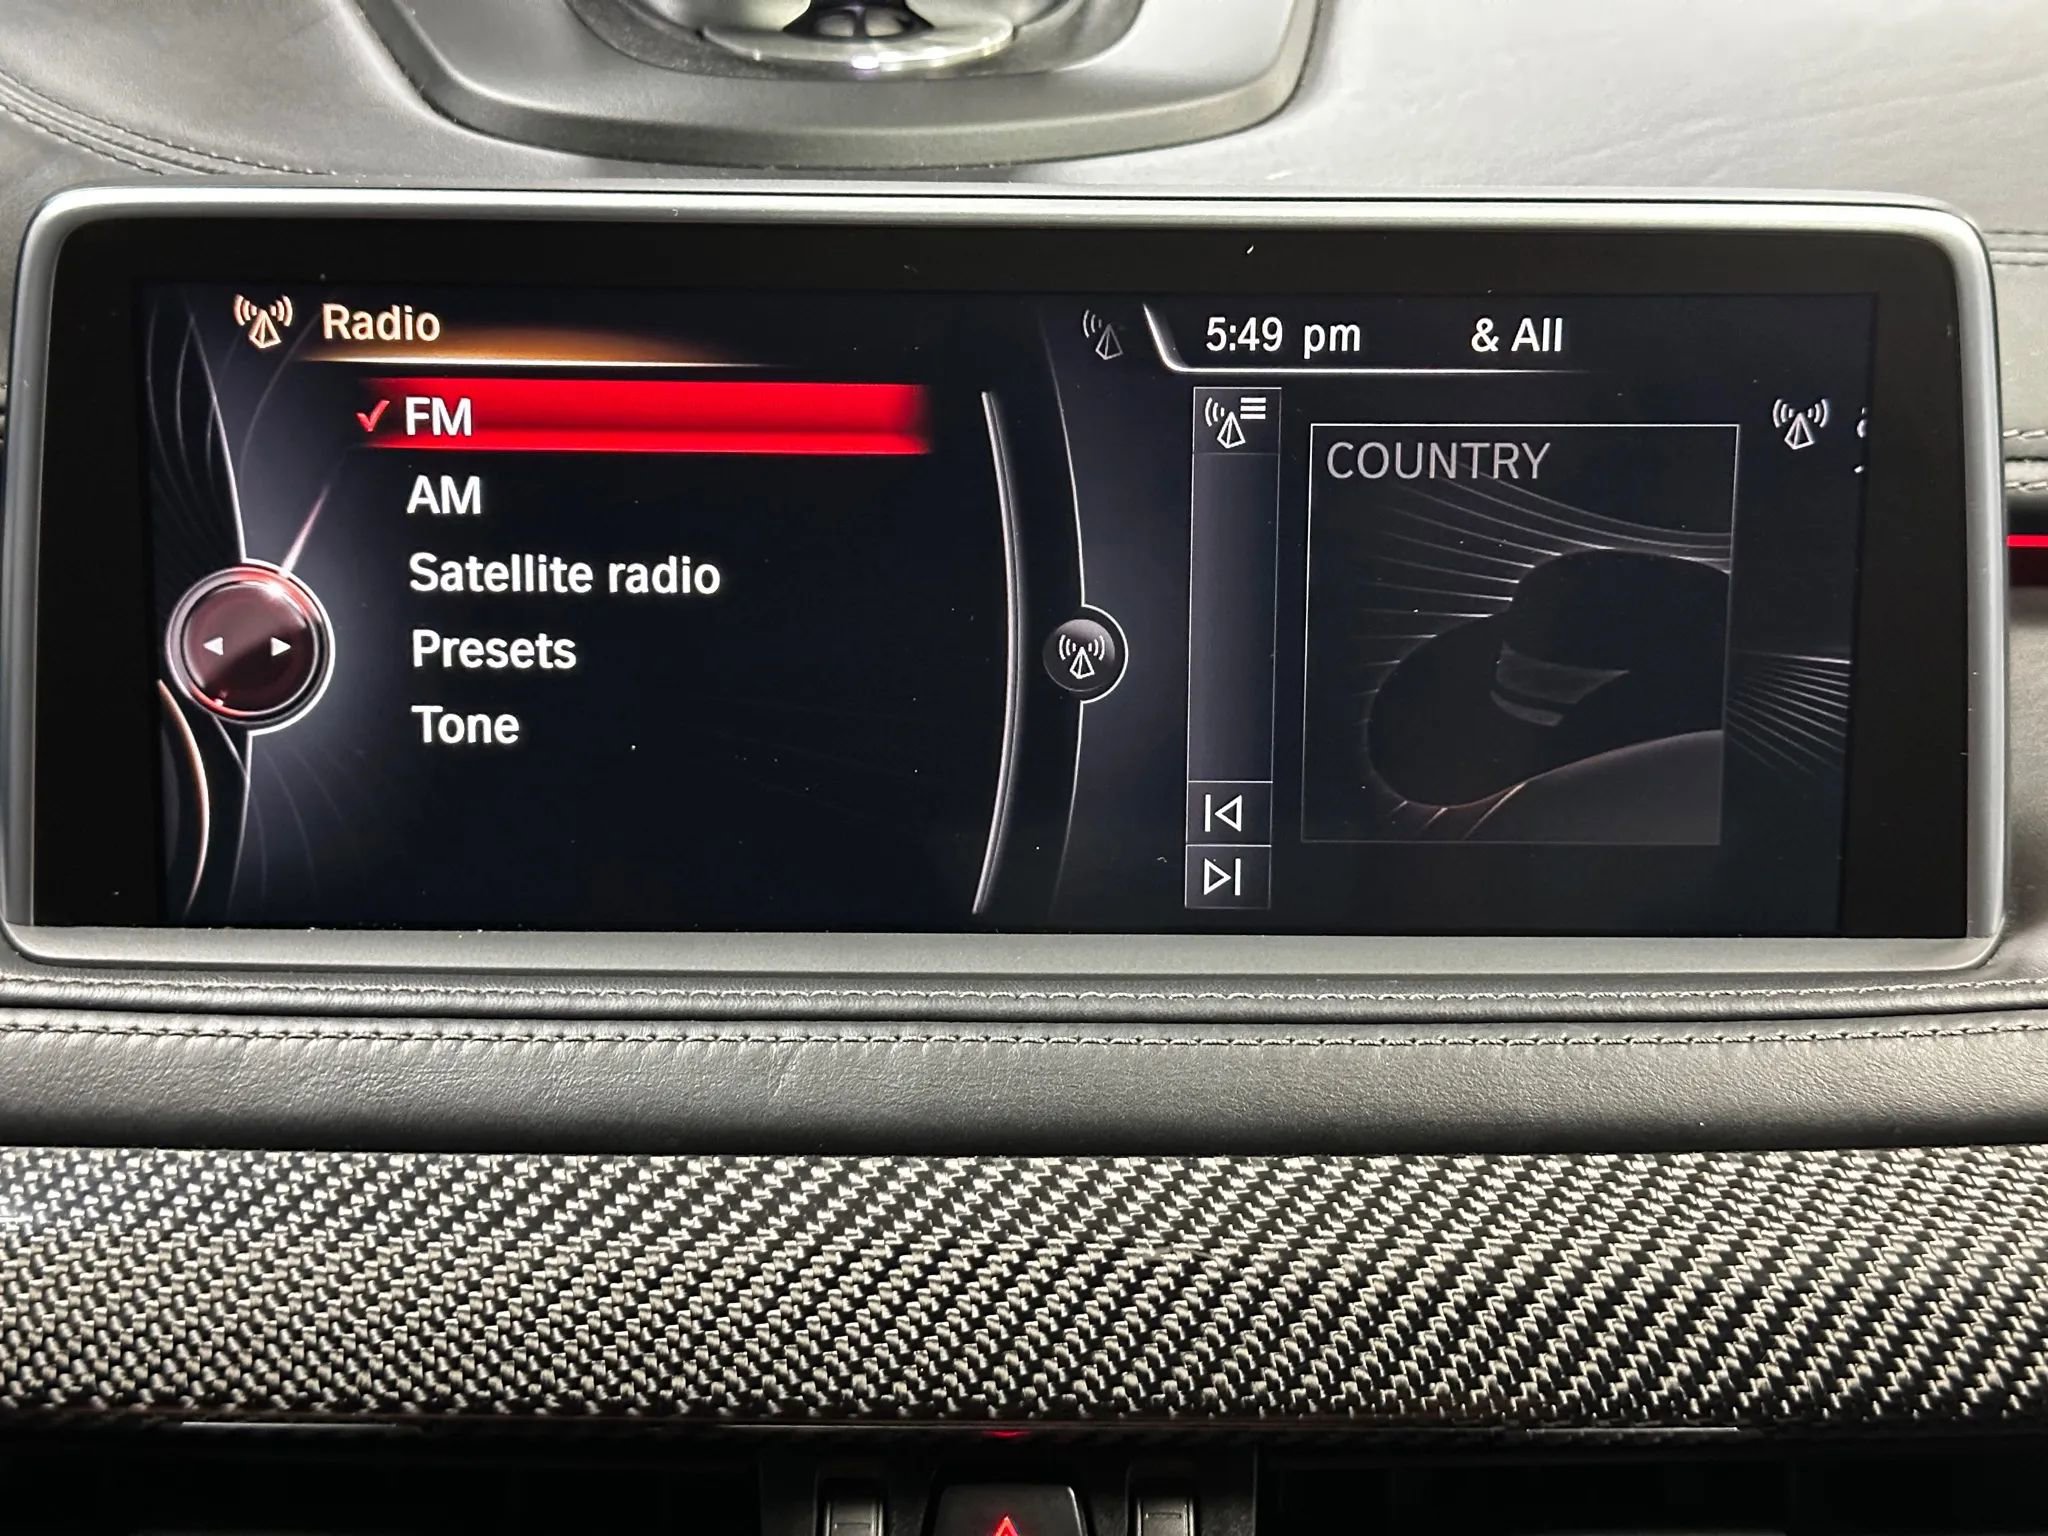 Radio
5:49 pm & All
FM
AM
Satellite radio
Presets
Tone
COUNTRY